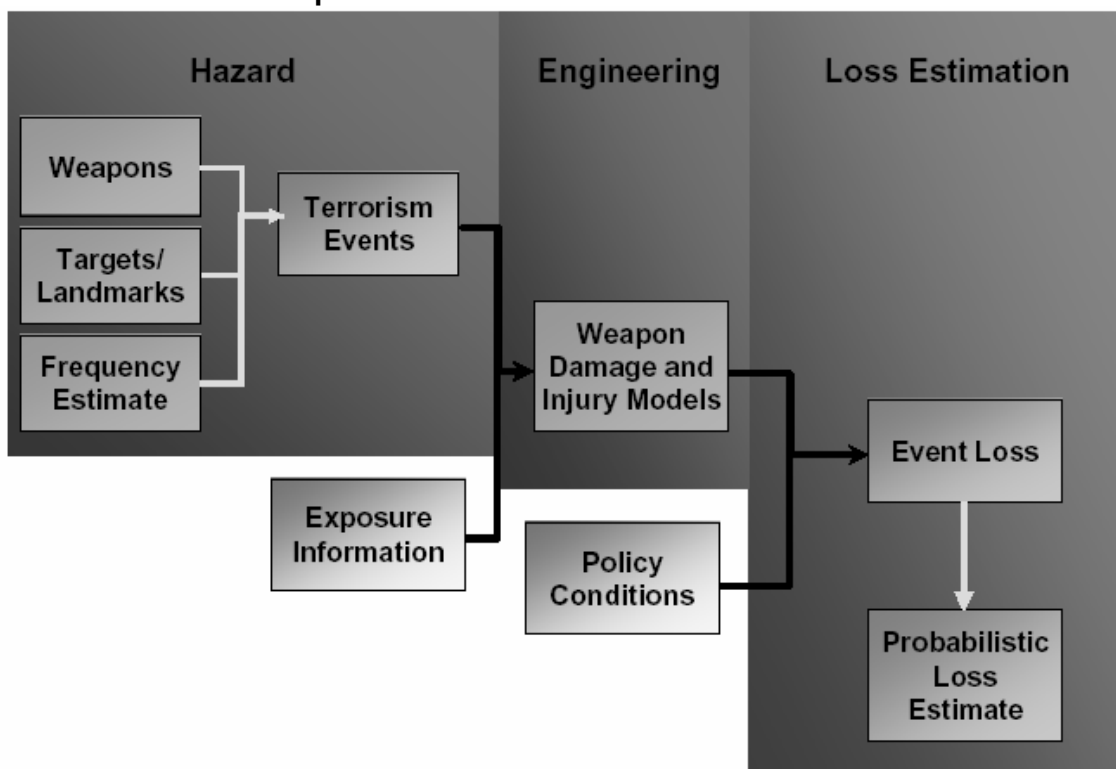 Hazard
Engineering
Loss Estimation
Weapons
Targets/
Landmarks
Frequency
Estimate
Terrorism
Events
Exposure
Information
Weapon
Damage and
Injury Models
Policy
Conditions
Event Loss
Probabilistic
Loss
Estimate